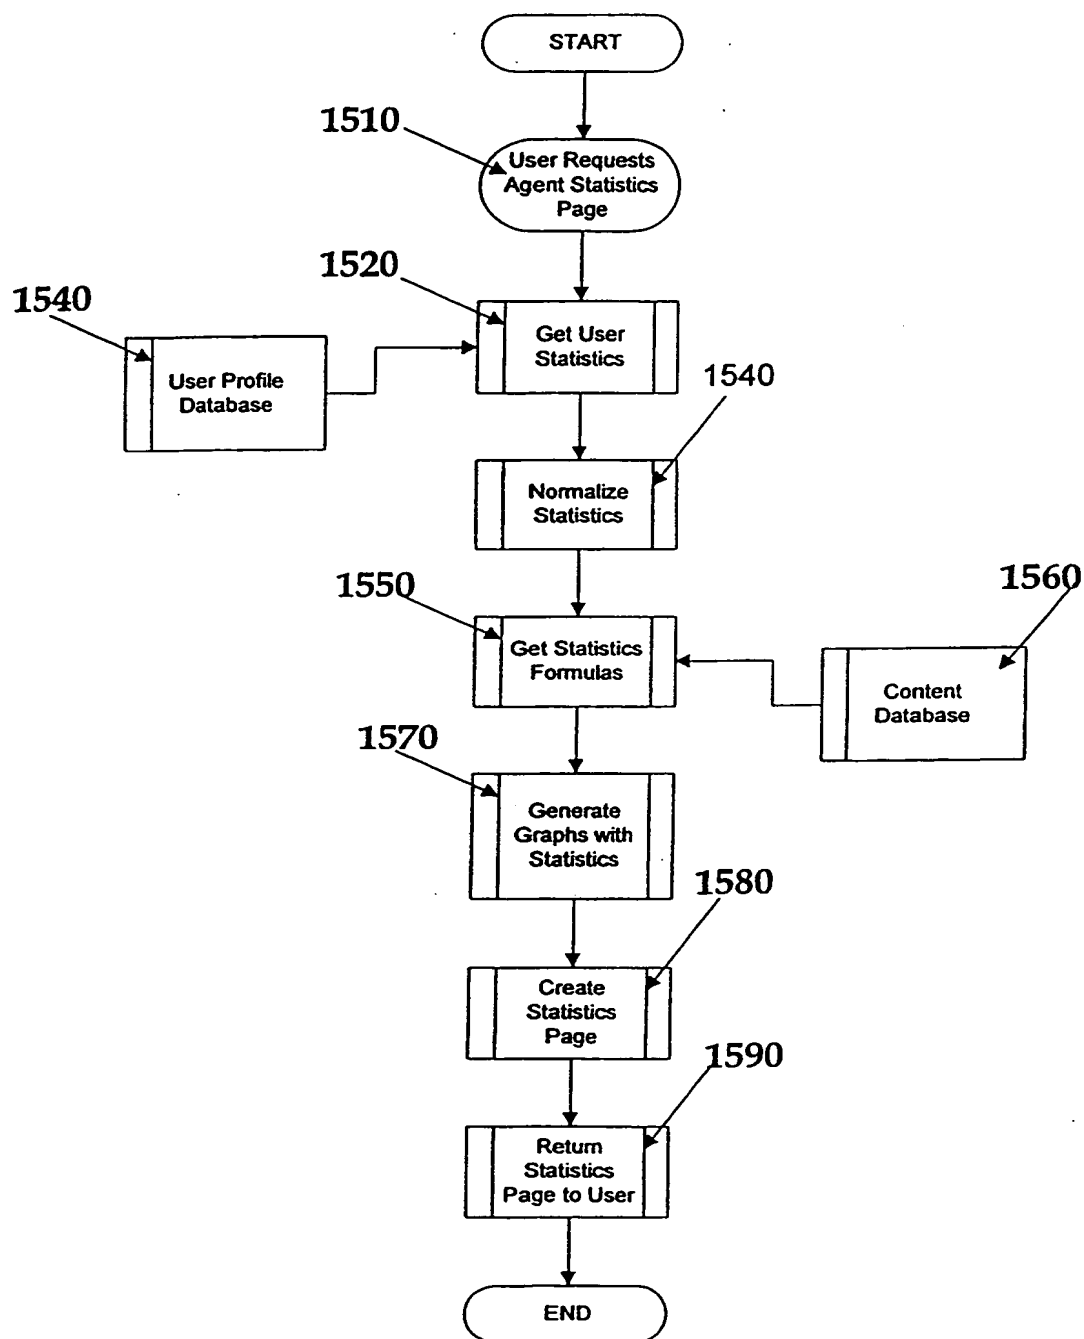 START
1510
User Requests
Agent Statistics
Page
1520
1540
Get User
Statistics
User Profile
Database
1540
Normalize
Statistics
1550
1560
Get Statistics
Formulas
Content
Database
1570
Generate
Graphs with
Statistics
1580
Create
Statistics
Page
1590
Return
Statistics
Page to User
END